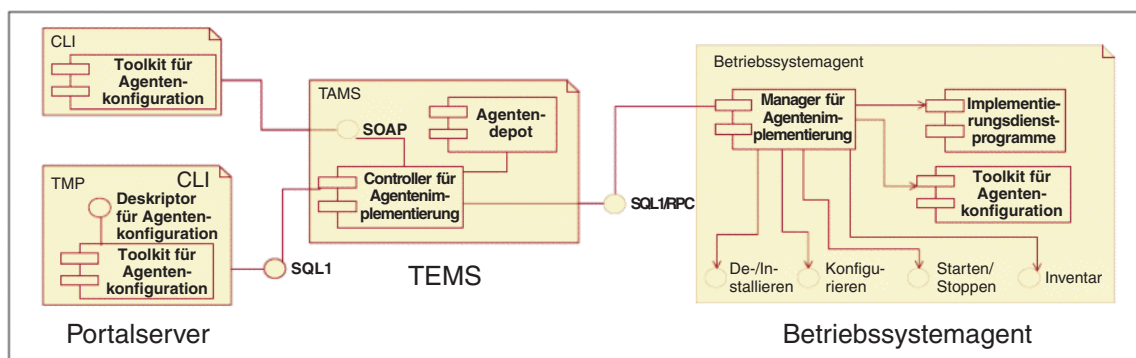 CLI
Toolkit für
Agenten-
konfiguration
TMP
CLI
Deskriptor
für Agenten-
konfiguration
Toolkit für
Agenten-
konfiguration
SQL1
Portalserver
TAMS
SOAP
Agenten-
depot
Controller für
Agentenim-
plementierung
TEMS
SQL1/RPC
Betriebssystemagent
Manager für
Agentenim-
plementierung
Implementie-
rungsdienst-
programme
Toolkit für
Agenten-
konfiguration
De-/In-
stallieren
Konfigu-
rieren
Starten/
Stoppen
Inventar
Betriebssystemagent